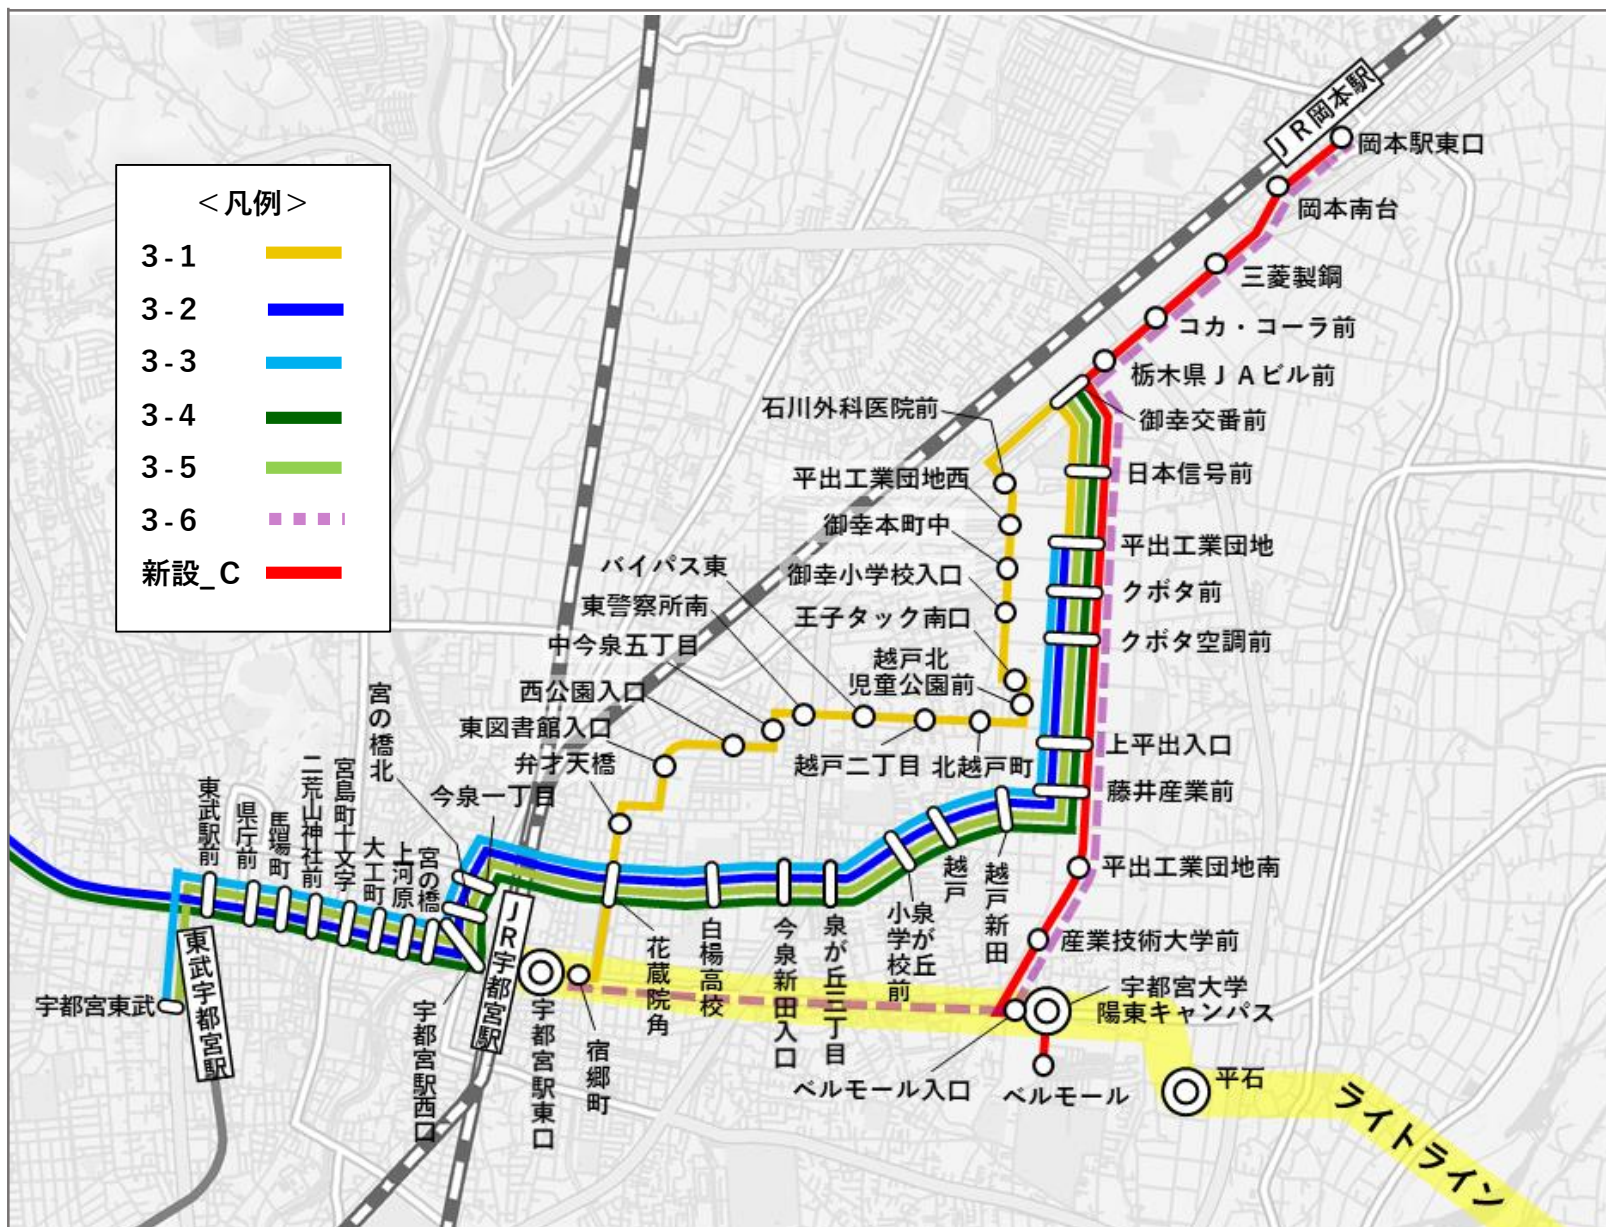 ＜凡例＞
3-1
3-2
3-3
3-4
3-5
3-6
新設_C
ＪＲ岡本駅
岡本駅東口
岡本南台
三菱製鋼
コカ・コーラ前
栃木県ＪＡビル前
御幸交番前
石川外科医院前
日本信号前
平出工業団地西
御幸本町中
平出工業団地
バイパス東
御幸小学校入口
クボタ前
東警察所南
王子タック南口
クボタ空調前
中今泉五丁目
越戸北
児童公園前
西公園入口
東図書館入口
弁才天橋
越戸二丁目
北越戸町
上平出入口
藤井産業前
宮の橋北
今泉一丁目
東武駅前
県庁前
馬場町
二荒山神社前
宮島町十文字
大工町
上河原
宮の橋
越戸
越戸新田
平出工業団地南
泉が丘
小学校前
産業技術大学前
花蔵院角
白楊高校
今泉新田入口
泉が丘三丁目
宇都宮東武
東武宇都宮駅
ＪＲ宇都宮駅
宇都宮駅西口
宇都宮駅東口
宿郷町
宇都宮大学
陽東キャンパス
ベルモール入口
ベルモール
平石
ライトライン